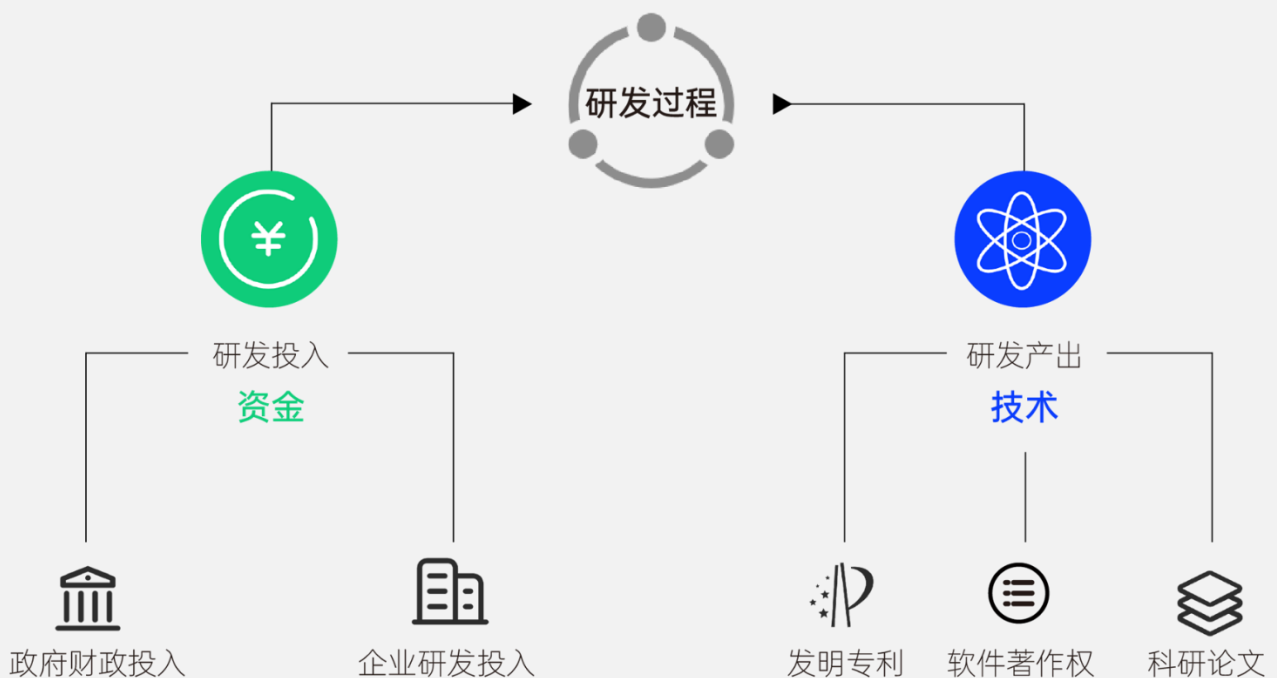 研发过程
¥
研发投入
资金
研发产出
技术
政府财政投入
企业研发投入
发明专利
软件著作权
科研论文